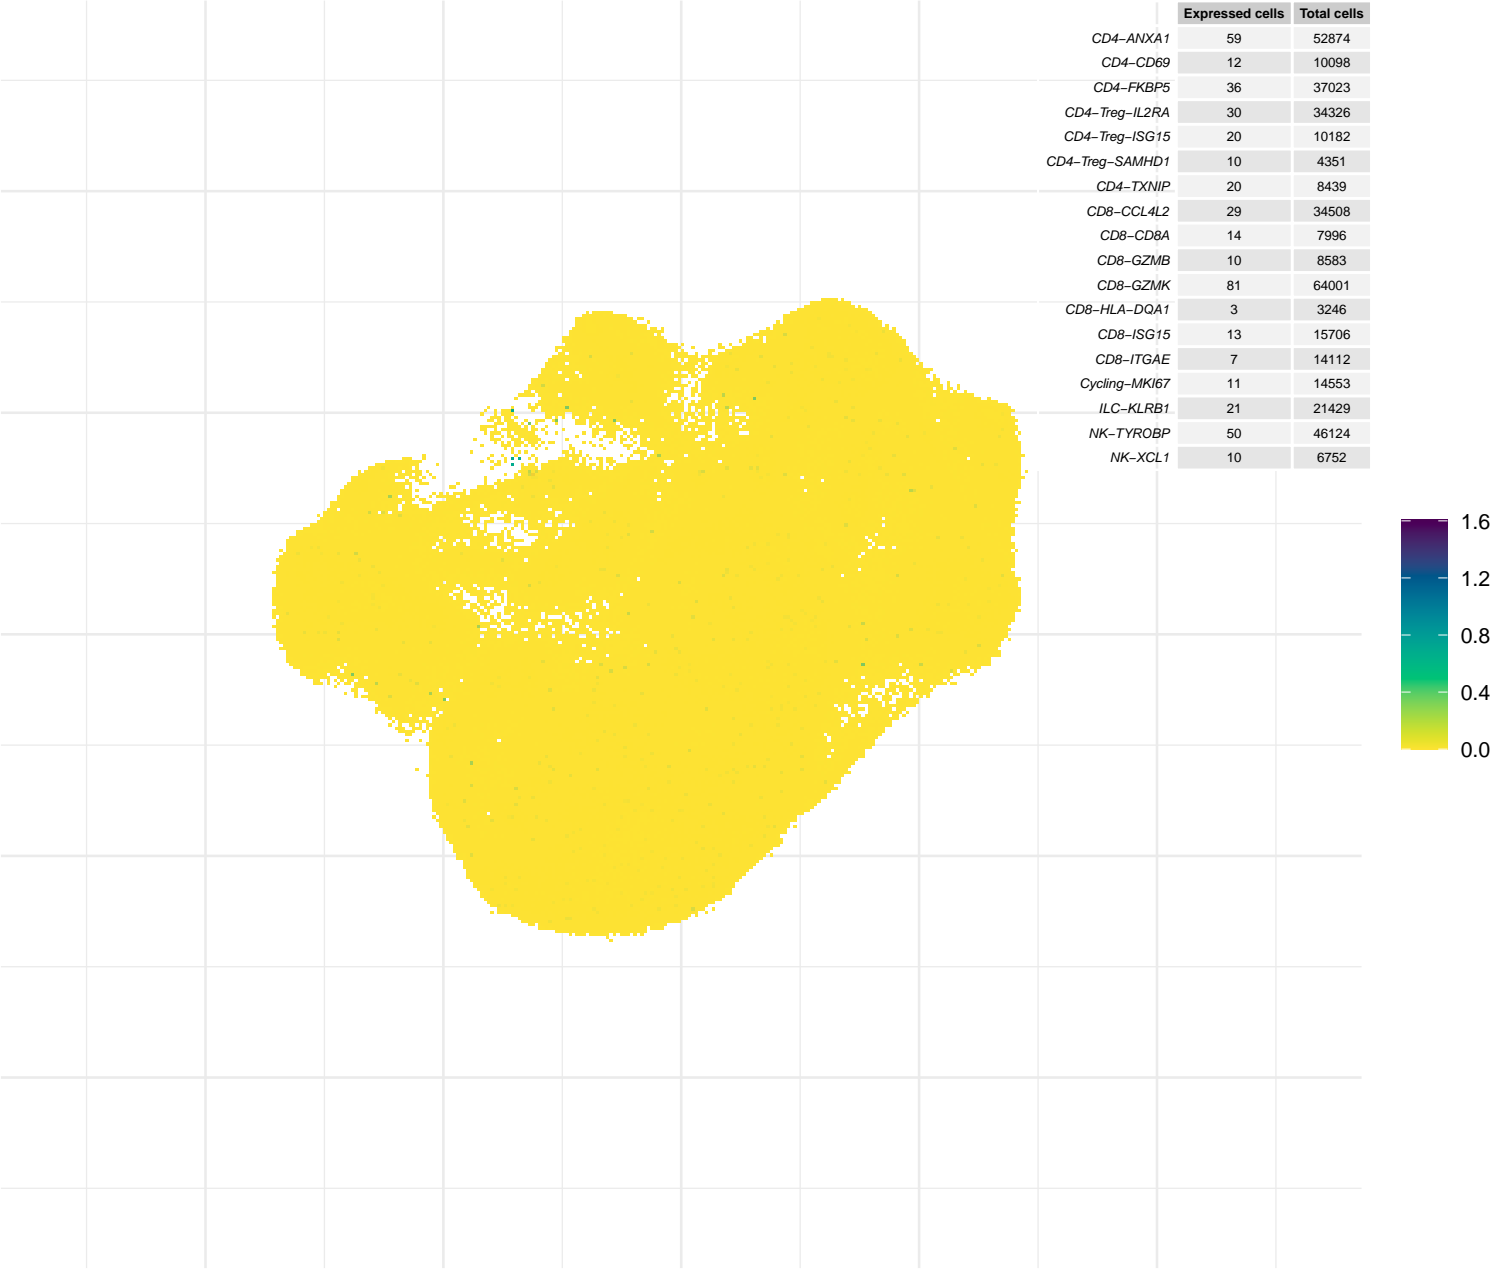 Expressed cells Total cells
CD4−ANXA1 59 52874
CD4−CD69 12 10098
CD4−FKBP5 36 37023
CD4−Treg−IL2RA 30 34326
CD4−Treg−ISG15 20 10182
CD4−Treg−SAMHD1 10 4351
CD4−TXNIP 20 8439
CD8−CCL4L2 29 34508
CD8−CD8A 14 7996
CD8−GZMB 10 8583
CD8−GZMK 81 64001
CD8−HLA−DQA1 3 3246
CD8−ISG15 13 15706
CD8−ITGAE 7 14112
Cycling−MKI67 11 14553
ILC−KLRB1 21 21429
NK−TYROBP 50 46124
NK−XCL1 10 6752
1.6
1.2
0.8
0.4
0.0